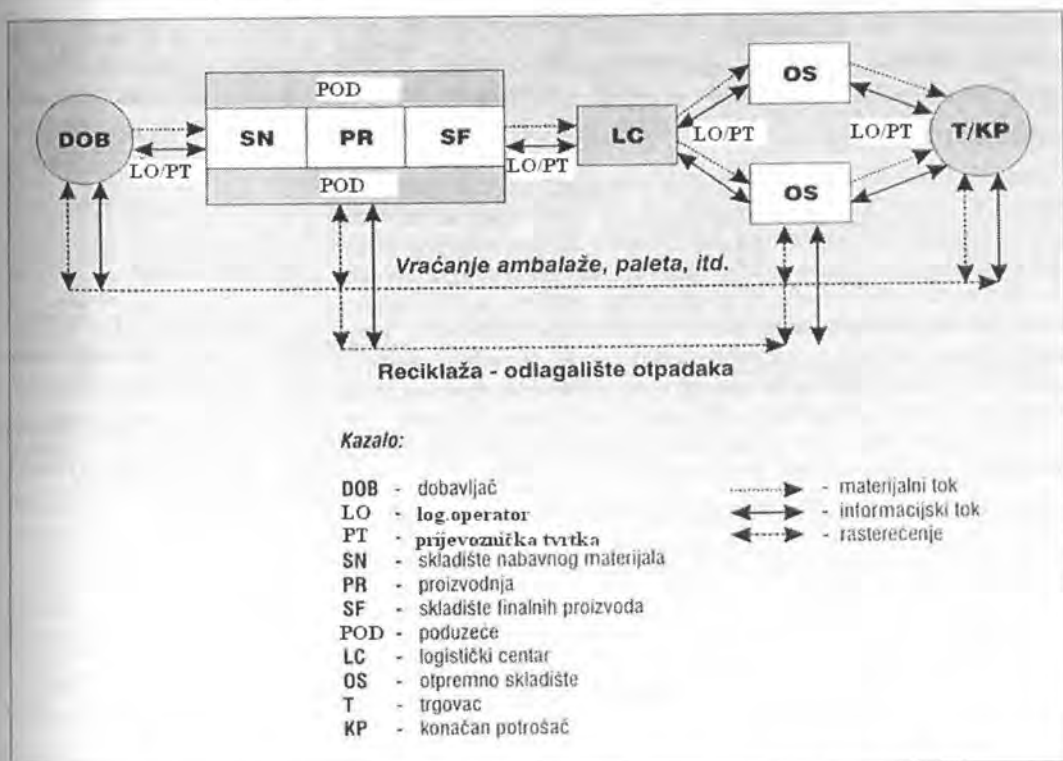 POD
OS
DOB
SN
PR
SF
LC
LO/PT
LO/PT
T/KP
LO/PT
LO/PT
POD
OS
Vraćanje ambalaže, paleta, itd.
Reciklaža - odlagalište otpadaka
Kazalo:
DOB - dobavljač
LO - log.operator
PT - prijevoznička tvrtka
SN - skladište nabavnog materijala
PR - proizvodnja
SF - skladište finalnih proizvoda
POD - poduzeće
LC - logistički centar
OS - otpremno skladište
T - trgovac
KP - konačan potrošač
- materijalni tok
- informacijski tok
- rasterećenje